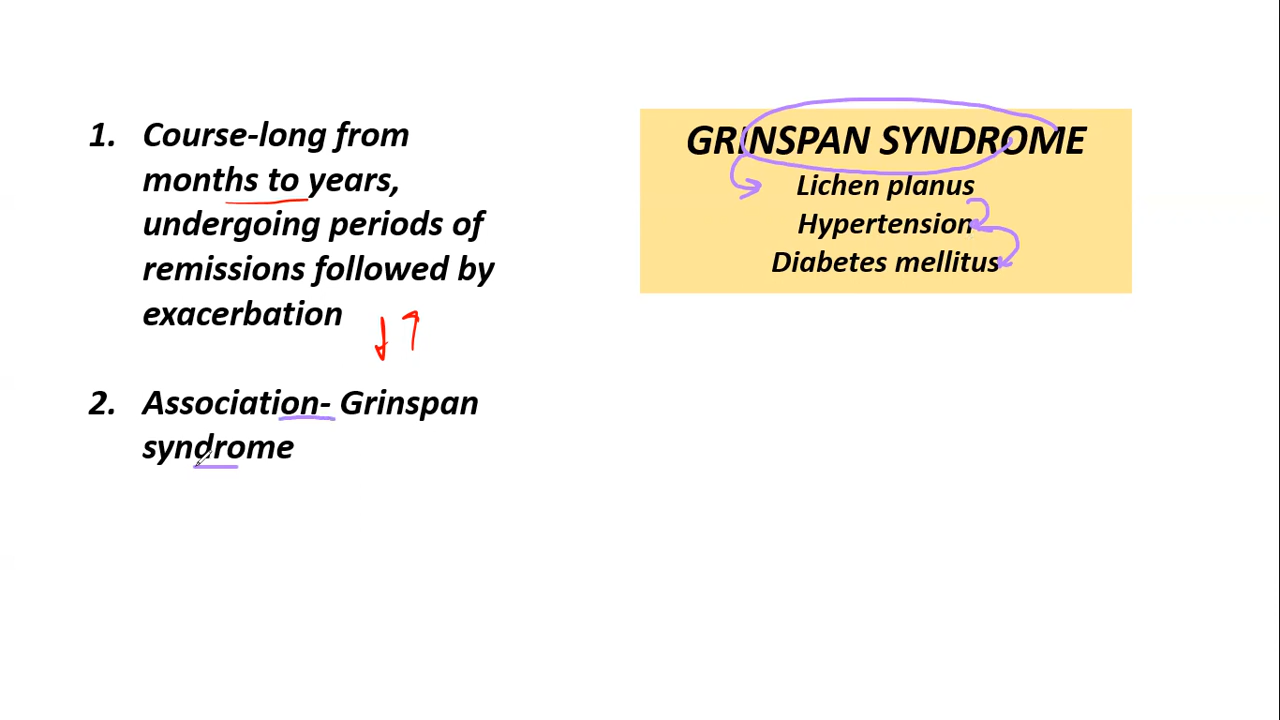 1. Course-long from
months to years,
undergoing periods of
remissions followed by
exacerbation
2. Association- Grinspan
syndrome
GRINSPAN SYNDROME
Lichen planus
Hypertension
Diabetes mellitus